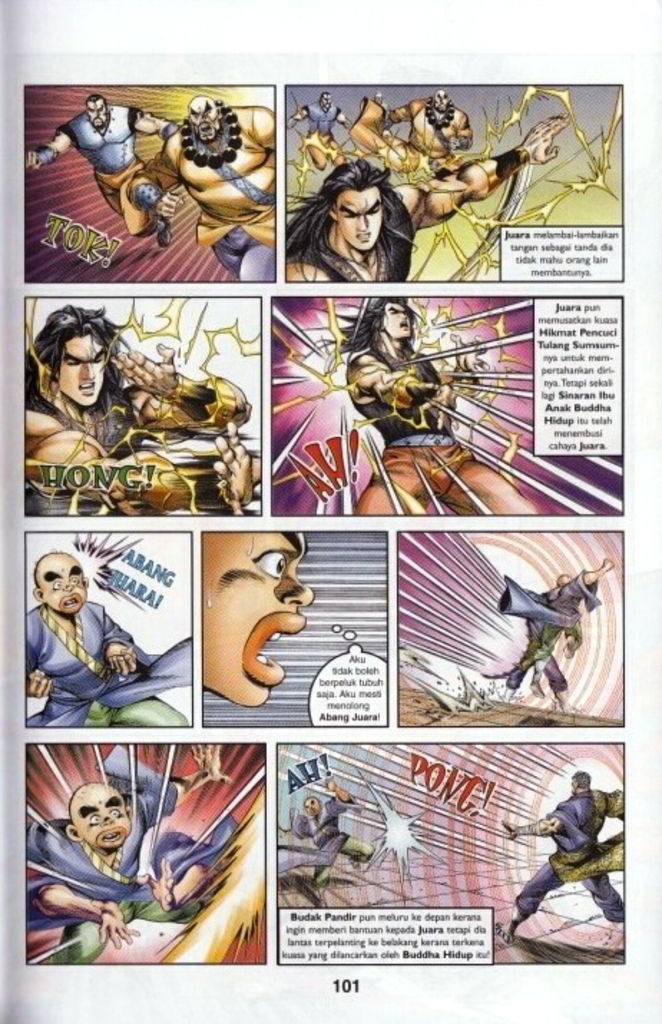 TOK!
Juara melambai-lambaikan
tangan sebagai tanda dia
tidak mahu orang lain
membantunya.
HONG!
AH!
Juara pun
memusatkan kuasa
Hikmat Pencuci
Tulang Sumsum-
nya untuk mem-
pertahankan diri-
nya. Tetapi sekali
lagi Sinaran Ibu
Anak Buddha
Hidup itu telah
menembusi
cahaya Juara.
ABANG
JUARA!
Aku
tidak boleh
berpeluk tubuh
saja. Aku mesti
menolong
Abang Juara!
AH!
PONG!
Budak Pandir pun meluru ke depan kerana
ingin memberi bantuan kepada Juara tetapi dia
lantas terpelanting ke belakang kerana terkena
kuasa yang dilancarkan oleh Buddha Hidup itu!
101